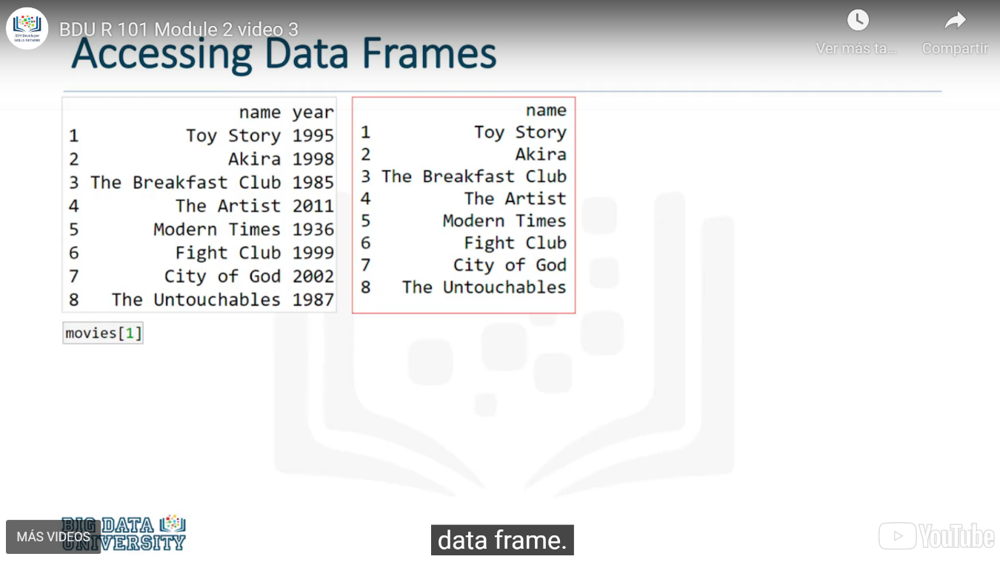 BDU R 101 Module 2 video 3
Ver más ta...
Compartir
Accessing Data Frames
name year
1 Toy Story 1995
2 Akira 1998
3 The Breakfast Club 1985
4 The Artist 2011
5 Modern Times 1936
6 Fight Club 1999
7 City of God 2002
8 The Untouchables 1987
name
1 Toy Story
2 Akira
3 The Breakfast Club
4 The Artist
5 Modern Times
6 Fight Club
7 City of God
8 The Untouchables
movies[1]
BIG DATA
UNIVERSITY
MÁS VIDEOS
data frame.
YouTube
IBM Developer
SKILLS NETWORK